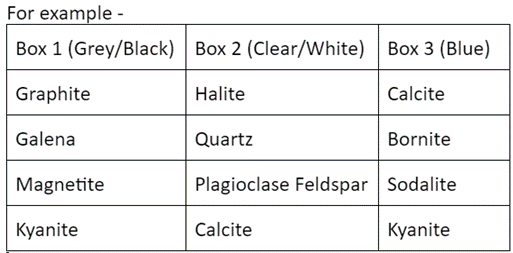 For example -
Box 1 (Grey/Black) Box 2 (Clear/White) Box 3 (Blue)
Graphite Halite Calcite
Galena Quartz Bornite
Magnetite Plagioclase Feldspar Sodalite
Kyanite Calcite Kyanite